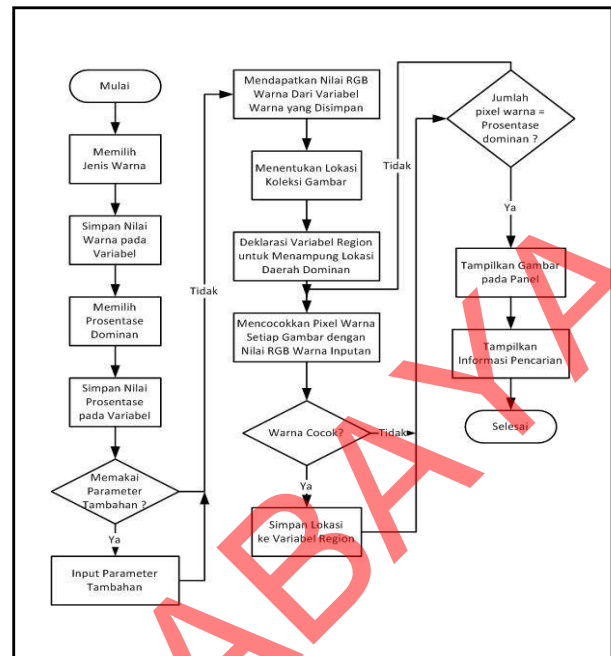 Mulai
Memilih
Jenis Warna
Simpan Nilai
Warna pada
Variabel
Memilih
Prosentase
Dominan
Simpan Nilai
Prosentase
pada Variabel
Memakai
Parameter
Tambahan ?
Ya
Input Parameter
Tambahan
Tidak
Mendapatkan Nilai RGB
Warna Dari Variabel
Warna yang Disimpan
Menentukan Lokasi
Koleksi Gambar
Deklarasi Variabel Region
untuk Menampung Lokasi
Daerah Dominan
Mencocokkan Pixel Warna
Setiap Gambar dengan
Nilai RGB Warna Inputan
Warna Cocok?
Tidak
Ya
Simpan Lokasi
ke Variabel Region
Tidak
Jumlah
pixel warna =
Prosentase
dominan ?
Ya
Tampilkan Gambar
pada Panel
Tampilkan
Informasi Pencarian
Selesai
ABAYA